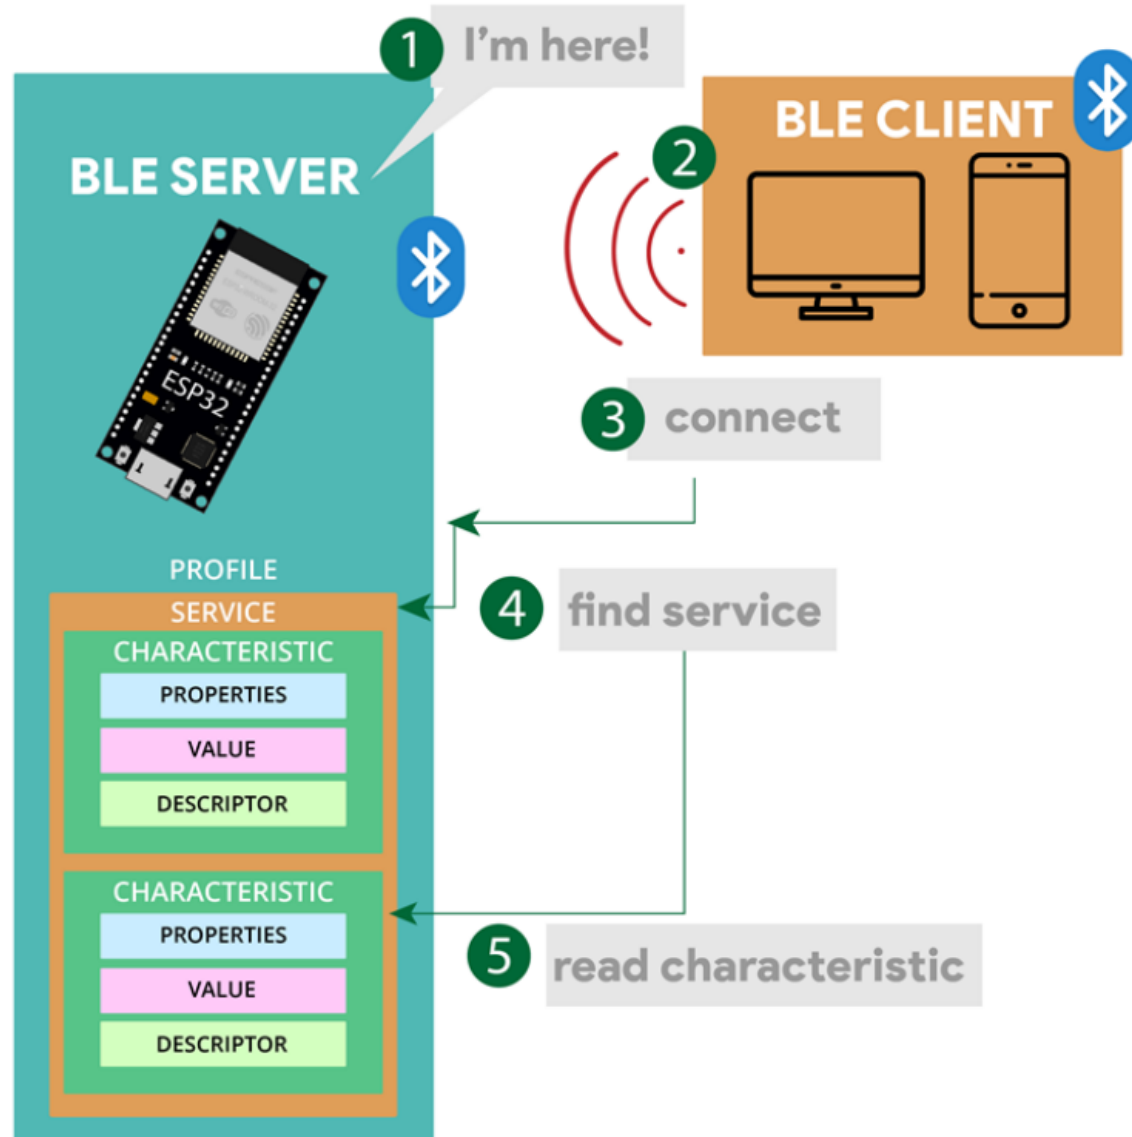 1
I'm here!
BLE SERVER
2
BLE CLIENT
ESP32
3
connect
PROFILE
SERVICE
4
find service
CHARACTERISTIC
PROPERTIES
VALUE
DESCRIPTOR
CHARACTERISTIC
PROPERTIES
VALUE
DESCRIPTOR
5
read characteristic